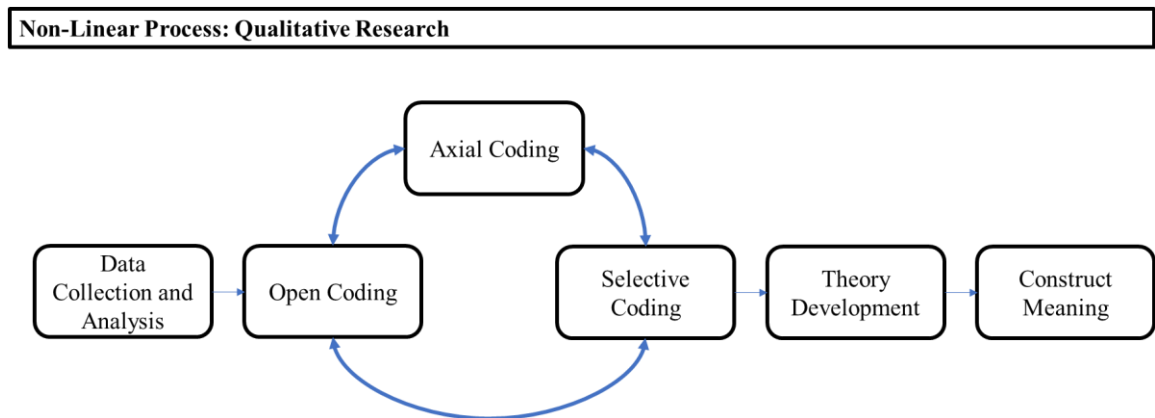 Non-Linear Process: Qualitative Research
Axial Coding
Data
Collection and
Analysis
Open Coding
Selective
Coding
Theory
Development
Construct
Meaning